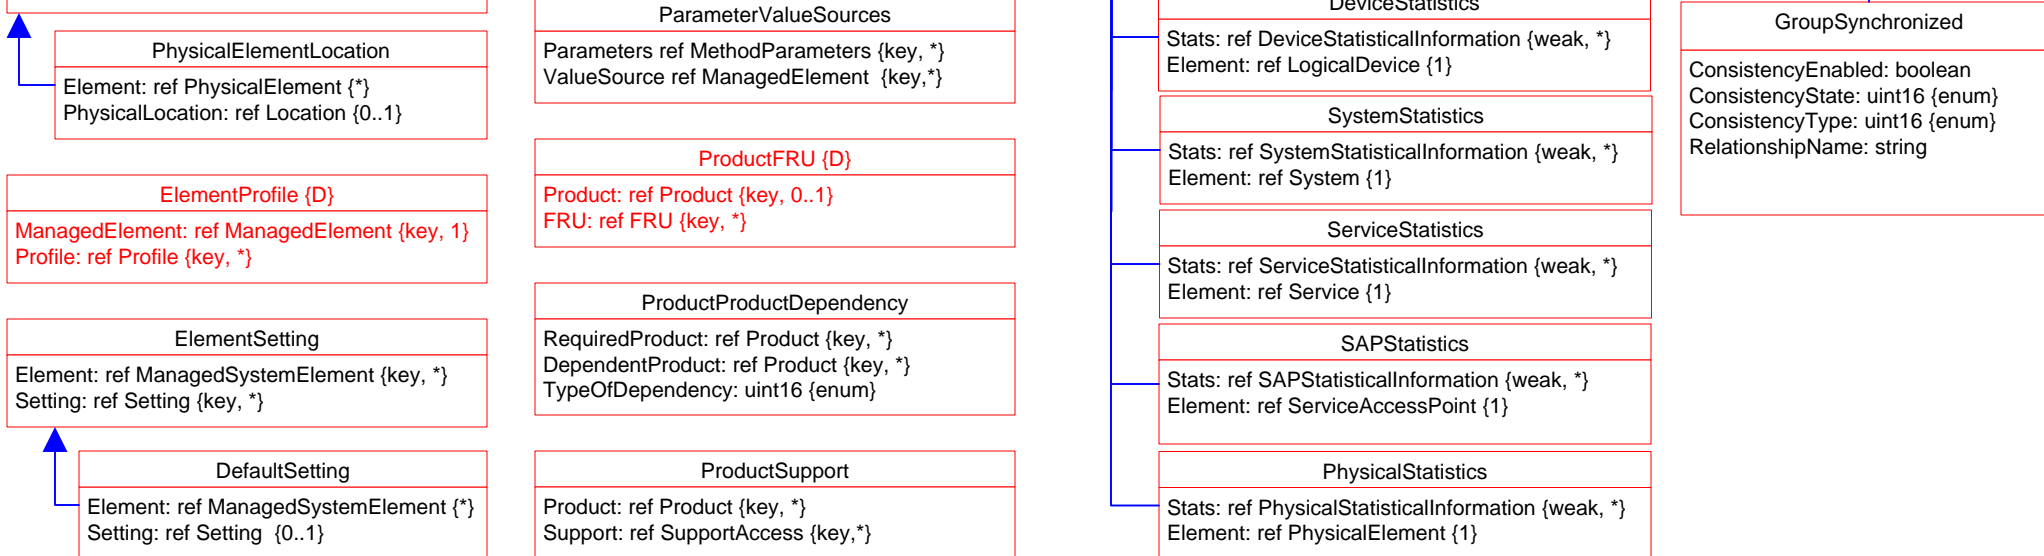 PhysicalElementLocation
Element: ref PhysicalElement {*}
PhysicalLocation: ref Location {0..1}
ElementProfile {D}
ManagedElement: ref ManagedElement {key, 1}
Profile: ref Profile {key, *}
ElementSetting
Element: ref ManagedSystemElement {key, *}
Setting: ref Setting {key, *}
DefaultSetting
Element: ref ManagedSystemElement {*}
Setting: ref Setting  {0..1}
ParameterValueSources
Parameters ref MethodParameters {key, *}
ValueSource ref ManagedElement  {key,*}
ProductFRU {D}
Product: ref Product {key, 0..1}
FRU: ref FRU {key, *}
ProductProductDependency
RequiredProduct: ref Product {key, *}
DependentProduct: ref Product {key, *}
TypeOfDependency: uint16 {enum}
ProductSupport
Product: ref Product {key, *}
Support: ref SupportAccess {key,*}
DeviceStatistics
Stats: ref DeviceStatisticalInformation {weak, *}
Element: ref LogicalDevice {1}
SystemStatistics
Stats: ref SystemStatisticalInformation {weak, *}
Element: ref System {1}
ServiceStatistics
Stats: ref ServiceStatisticalInformation {weak, *}
Element: ref Service {1}
SAPStatistics
Stats: ref SAPStatisticalInformation {weak, *}
Element: ref ServiceAccessPoint {1}
PhysicalStatistics
Stats: ref PhysicalStatisticalInformation {weak, *}
Element: ref PhysicalElement {1}
GroupSynchronized
ConsistencyEnabled: boolean
ConsistencyState: uint16 {enum}
ConsistencyType: uint16 {enum}
RelationshipName: string